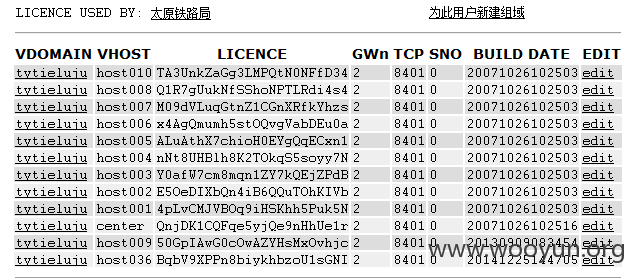 LICENCE USED BY: 太原铁路局 为此用户新建组域
VDOMAIN VHOST LICENCE GWn TCP SNO BUILD DATE EDIT
tytieluju host010 TA3UnkZaGg3LMPQtN0NFfD34 2 8401 0 20071026102503 edit
tytieluju host008 Q1R7gUukNfSShoNPTLRdi4s4 2 8401 0 20071026102503 edit
tytieluju host007 M09dVLuqGtnZ1CGnXRfkYhzs 2 8401 0 20071026102503 edit
tytieluju host006 x4AgQmumh5stOQvgVabDEu0a 2 8401 0 20071026102503 edit
tytieluju host005 ALuAthX7chioH0EYgQqECxn1 2 8401 0 20071026102503 edit
tytieluju host004 nNt8UHBlh8K2TOkqS5soyy7N 2 8401 0 20071026102503 edit
tytieluju host003 Y0afW7cm8mqn1ZY7kQEjZPdB 2 8401 0 20071026102503 edit
tytieluju host002 E5OeDIXbQn4iB6QQuTOhKIVb 2 8401 0 20071026102503 edit
tytieluju host001 4pLvCMJVBOq9iHSKhh5Puk5N 2 8401 0 20071026102503 edit
tytieluju center QnjDK1CQFqe5yjQe9nHhUe1r 2 8401 0 20071026102516 edit
tytieluju host009 50GpIAwG0cOwAZYHsMxOvhjc 2 8401 0 20130909083454 edit
tytieluju host036 BqbV9XPPn8biykhbzoU1sGNI 2 8401 0 20141225144705 edit
www.wooyun.org